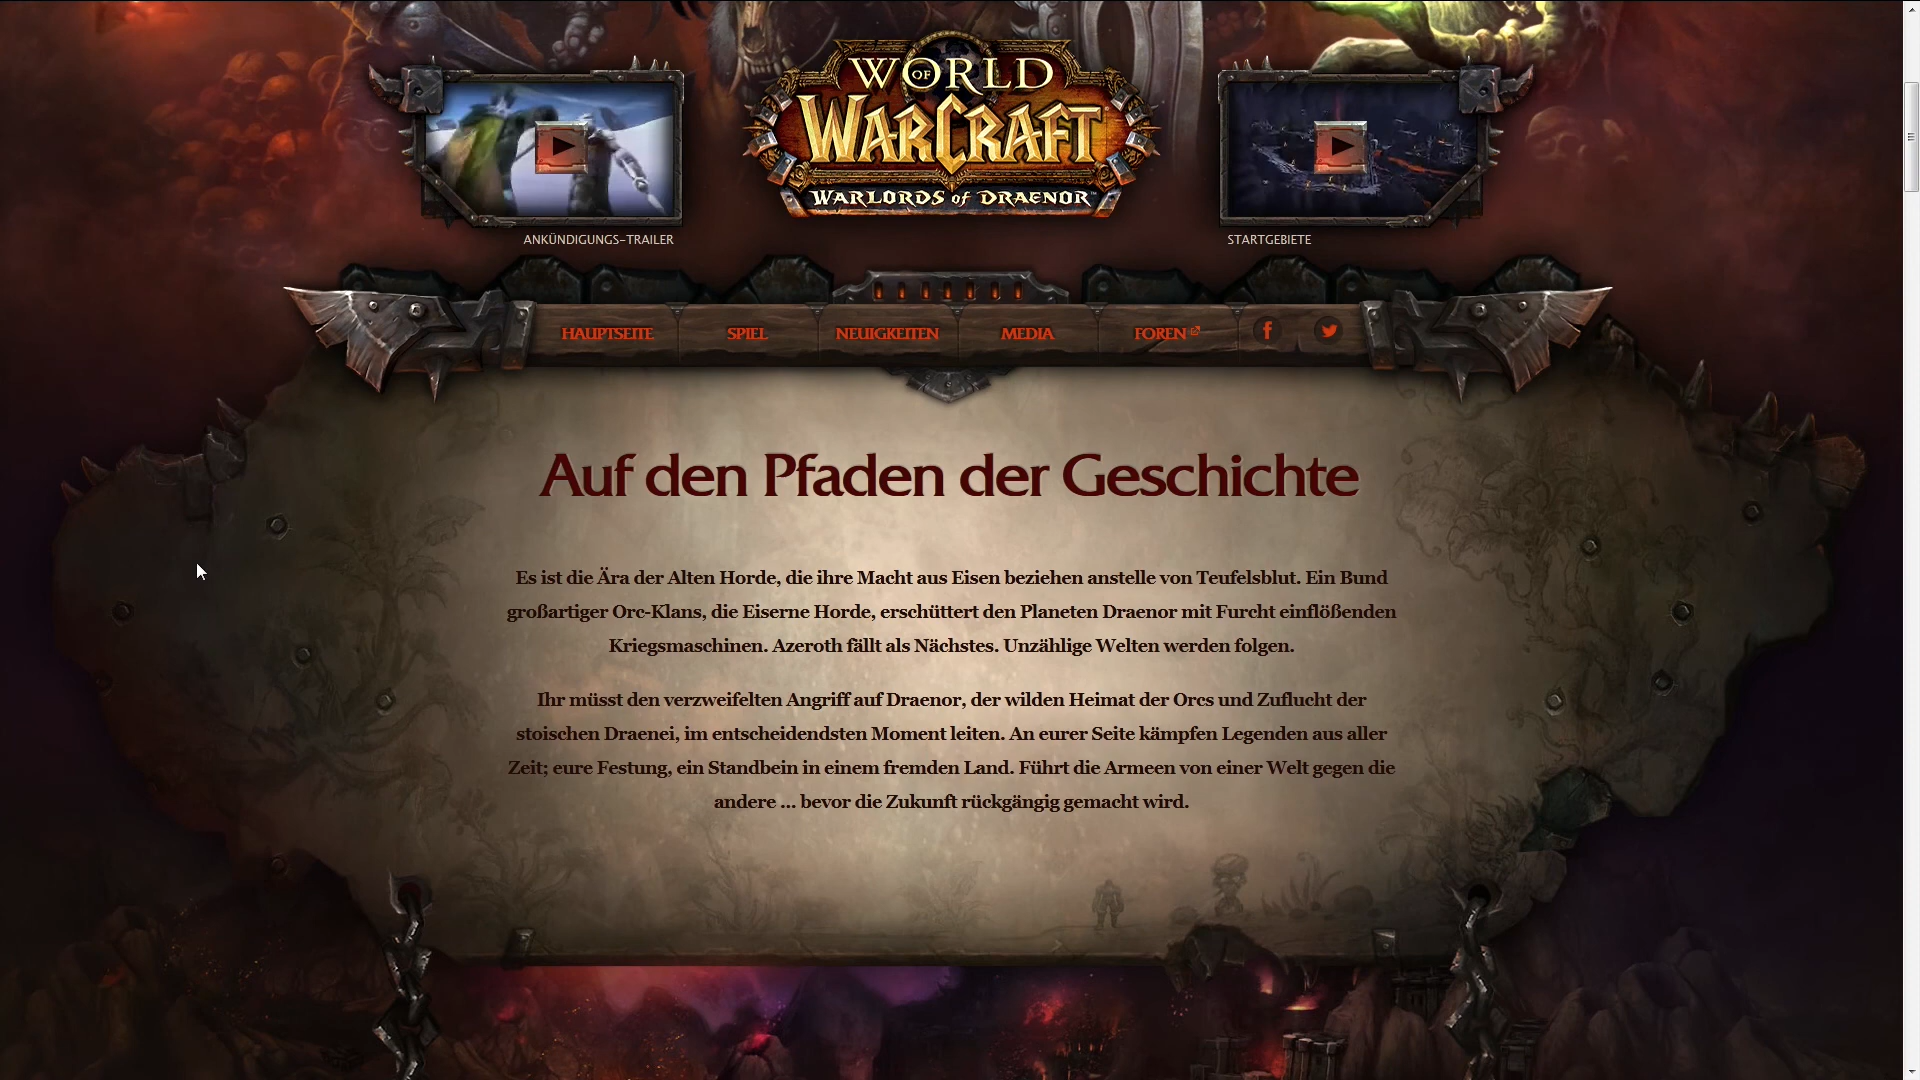 WORLD
OF
WARCRAFT
WARLORDS of DRAENOR
ANKÜNDIGUNGS-TRAILER
STARTGEBIETE
HAUPTSEITE
SPIEL
NEUIGKEITEN
MEDIA
FOREN
Auf den Pfaden der Geschichte
Es ist die Ära der Alten Horde, die ihre Macht aus Eisen beziehen anstelle von Teufelsblut. Ein Bund
großartiger Orc-Klans, die Eiserne Horde, erschüttert den Planeten Draenor mit Furcht einflößenden
Kriegsmaschinen. Azeroth fällt als Nächstes. Unzählige Welten werden folgen.
Ihr müsst den verzweifelten Angriff auf Draenor, der wilden Heimat der Orcs und Zuflucht der
stoischen Draenei, im entscheidendsten Moment leiten. An eurer Seite kämpfen Legenden aus aller
Zeit; eure Festung, ein Standbein in einem fremden Land. Führt die Armeen von einer Welt gegen die
andere ... bevor die Zukunft rückgängig gemacht wird.